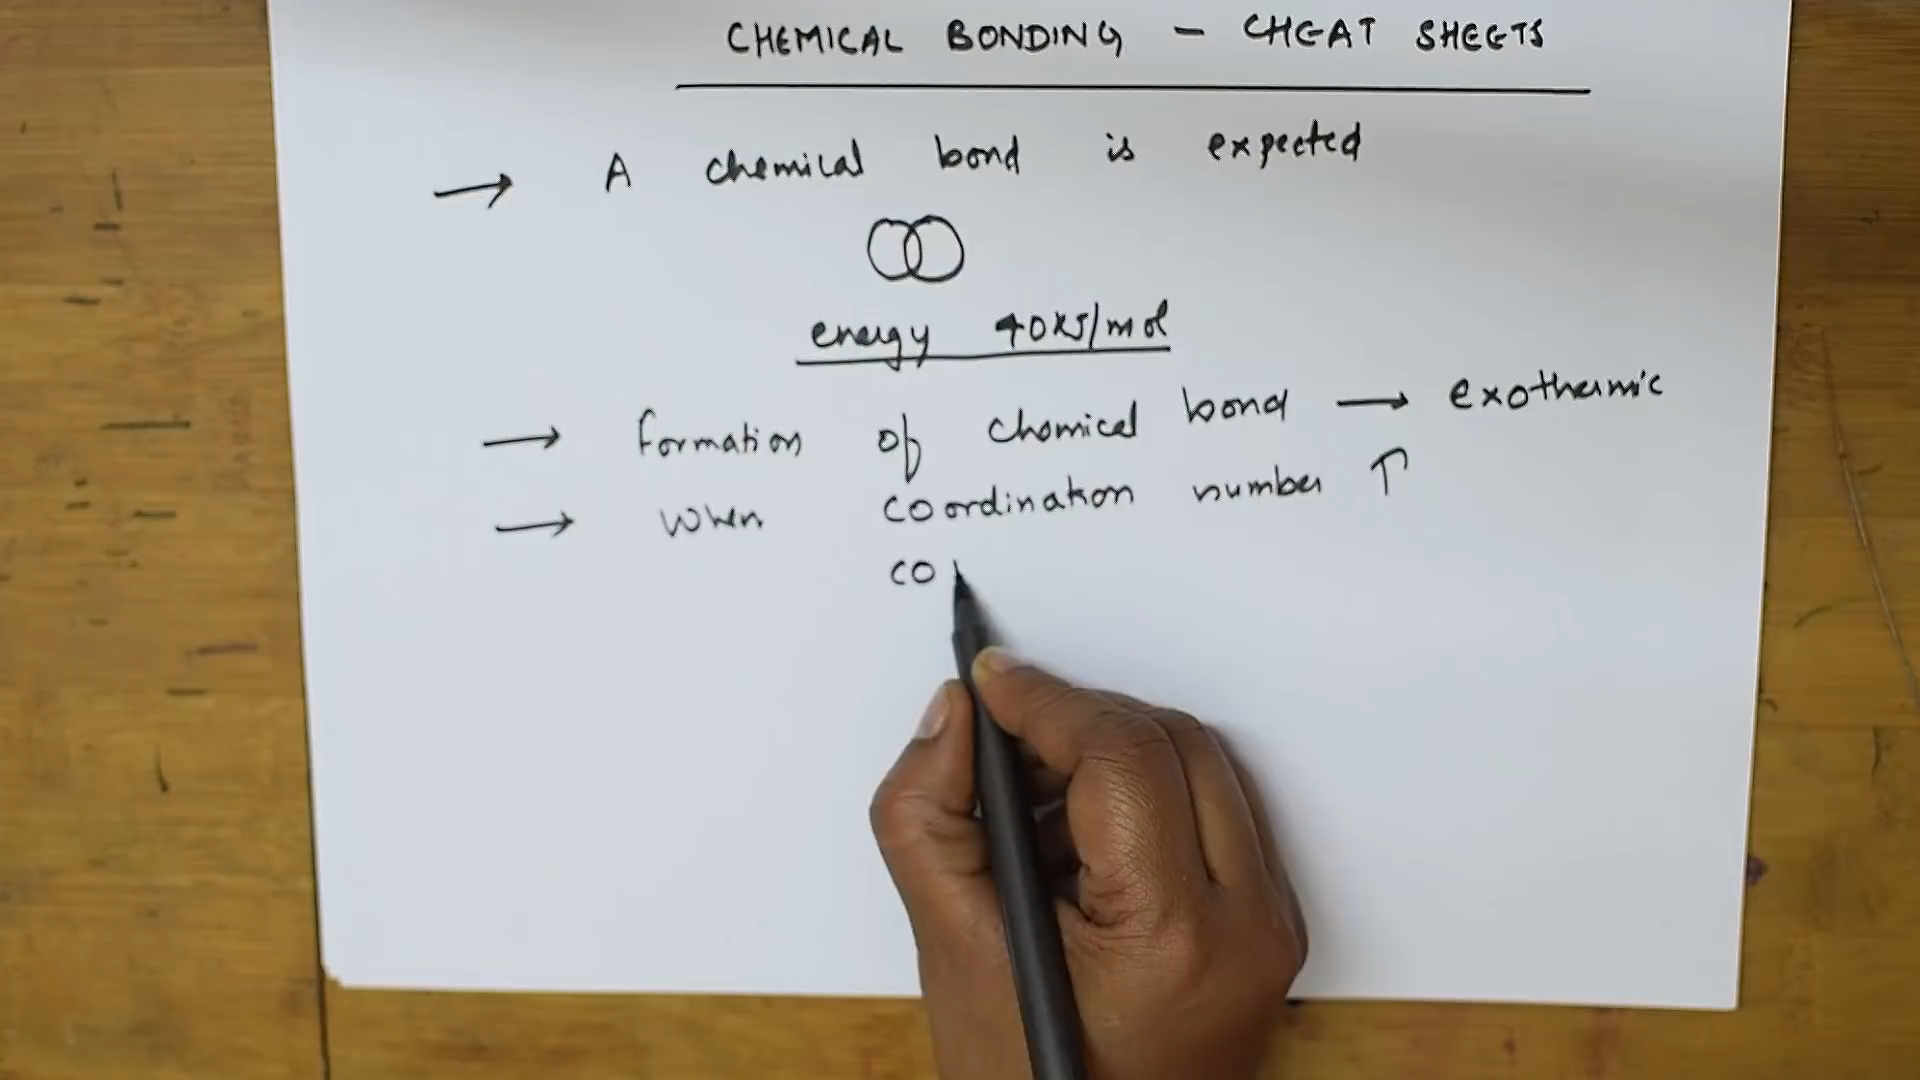 CHEMICAL BONDING - CHEAT SHEETS
→ A chemical bond is expected
energy 40KJ/mol
→ formation of chemical bond → exothermic
→ When coordination number ↑
co